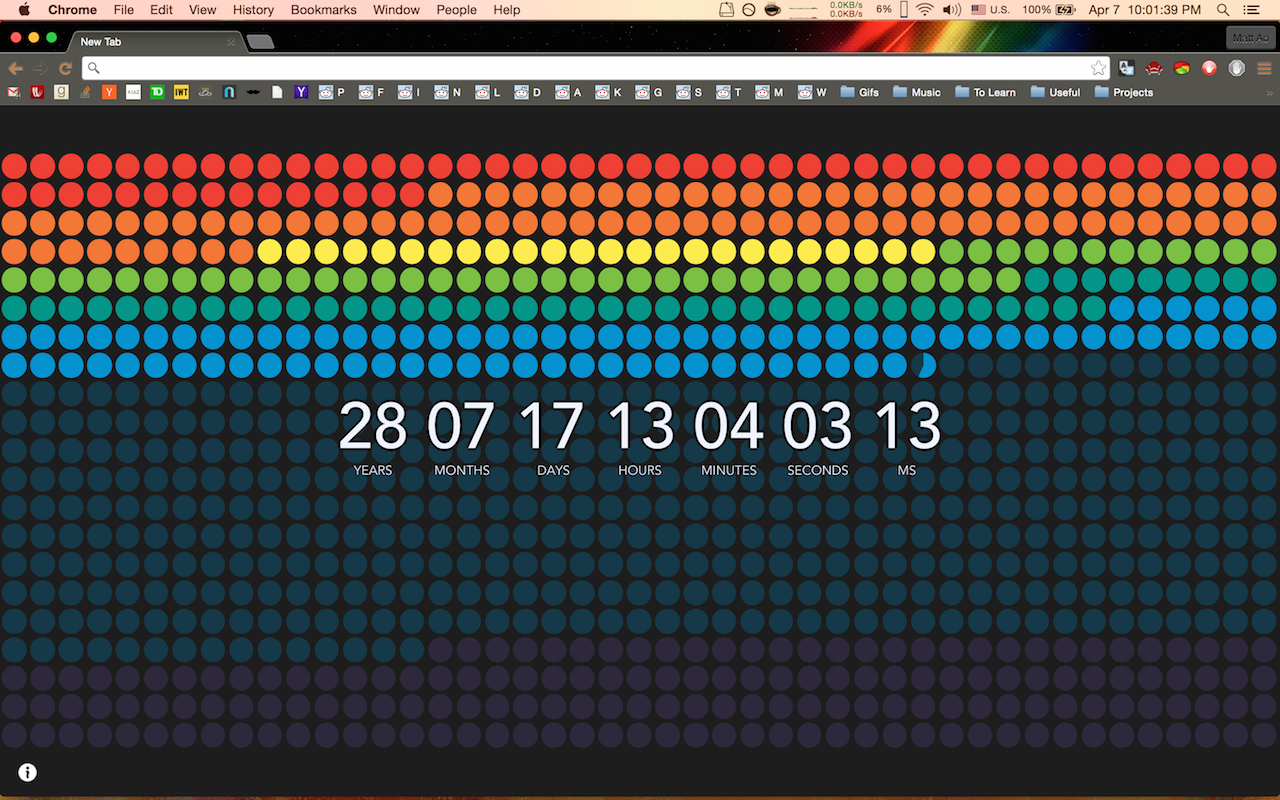 Chrome File Edit View History Bookmarks Window People Help 0.0KB/s 0.0KB/s 6% U.S. 100% Apr 7 10:01:39 PM
New Tab Matt Ao
g Y TD IWT n Y P F I N L D A K G S T M W Gifs Music To Learn Useful Projects
28 07 17 13 04 03 13
YEARS MONTHS DAYS HOURS MINUTES SECONDS MS